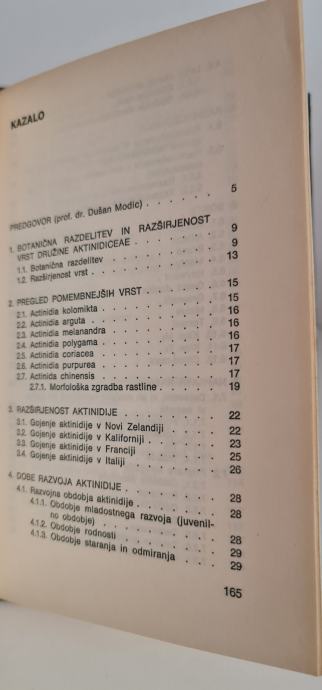 KAZALO
PREDGOVOR (prof. dr. Dušan Modic) . . . . . . 5
1. BOTANIČNA RAZDELITEV IN RAZŠIRJENOST
VRST DRUŽINE AKTINIDICEAE . . . . . . 9
1.1. Botanična razdelitev . . . . . . 9
1.2. Razširjenost vrst . . . . . . 13
2. PREGLED POMEMBNEJŠIH VRST . . . . . . 15
2.1. Actinidia kolomikta . . . . . . 15
2.2. Actinidia arguta . . . . . . 16
2.3. Actinidia melanandra . . . . . . 16
2.4. Actinidia polygama . . . . . . 16
2.5. Actinidia coriacea . . . . . . 17
2.6. Actinidia purpurea . . . . . . 17
2.7. Actinidia chinensis . . . . . . 17
2.7.1. Morfološka zgradba rastline . . . . . . 19
3. RAZŠIRJENOST AKTINIDIJE . . . . . . 22
3.1. Gojenje aktinidije v Novi Zelandiji . . . . . . 22
3.2. Gojenje aktinidije v Kaliforniji . . . . . . 23
3.3. Gojenje aktinidije v Franciji . . . . . . 25
3.4. Gojenje aktinidije v Italiji . . . . . . 26
4. DOBE RAZVOJA AKTINIDIJE . . . . . . 28
4.1. Razvojna obdobja aktinidije . . . . . . 28
4.1.1. Obdobje mladostnega razvoja (juvenil-
no obdobje) . . . . . . 28
4.1.2. Obdobje rodnosti . . . . . . 29
4.1.3. Obdobje staranja in odmiranja . . . . . . 29
165